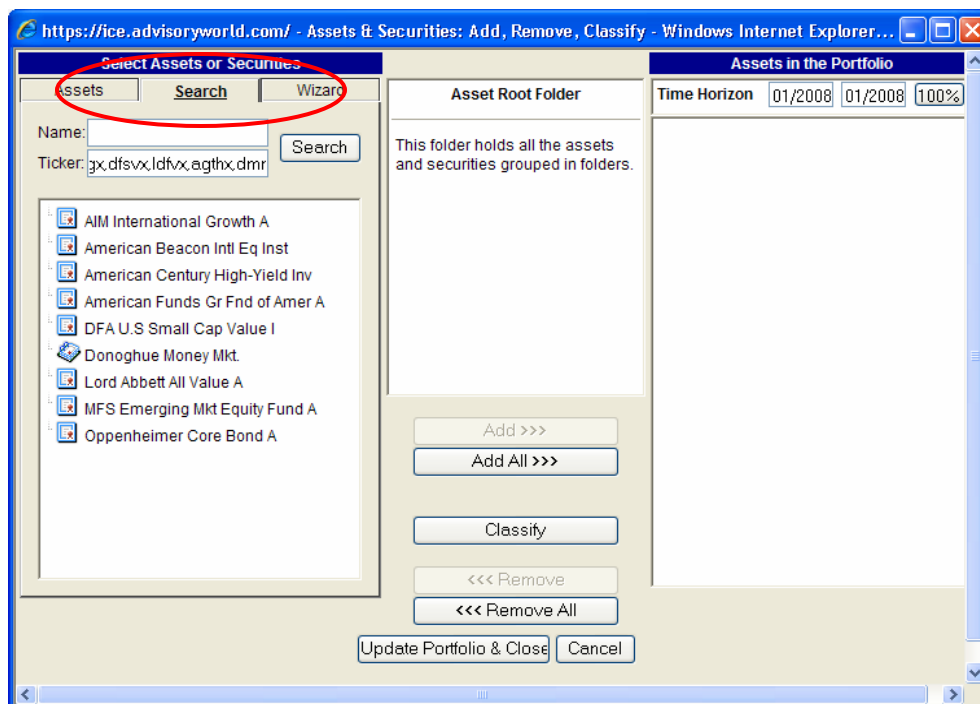 https://ice.advisoryworld.com/ - Assets & Securities: Add, Remove, Classify - Windows Internet Explorer...
Select Assets or Securities
Assets
Search
Wizard
Name:
Search
Ticker:
gx,dfsvx,ldfvx,agthx,dmr
AIM International Growth A
American Beacon Intl Eq Inst
American Century High-Yield Inv
American Funds Gr Fnd of Amer A
DFA U.S Small Cap Value I
Donoghue Money Mkt.
Lord Abbett All Value A
MFS Emerging Mkt Equity Fund A
Oppenheimer Core Bond A
Asset Root Folder
This folder holds all the assets
and securities grouped in folders.
Add >>>
Add All >>>
Classify
<<< Remove
<<< Remove All
Update Portfolio & Close
Cancel
Assets in the Portfolio
Time Horizon 01/2008 01/2008 100%